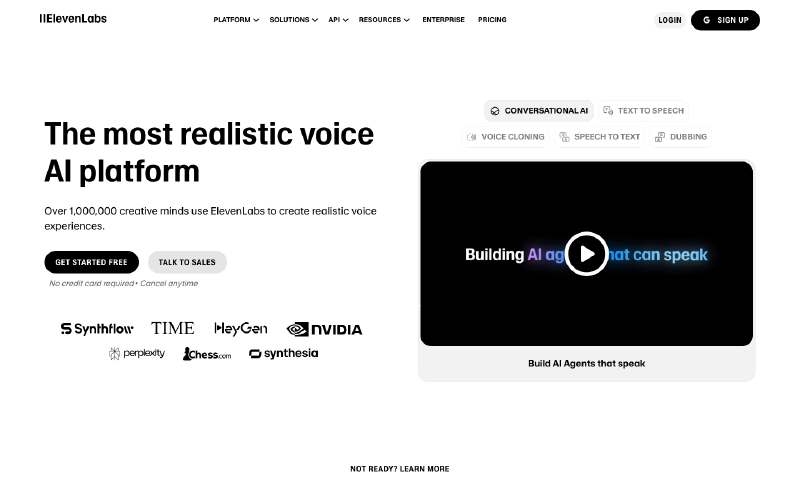 IIElevenLabs
PLATFORM SOLUTIONS API RESOURCES ENTERPRISE PRICING
LOGIN
G SIGN UP
The most realistic voice
AI platform
Over 1,000,000 creative minds use ElevenLabs to create realistic voice
experiences.
GET STARTED FREE
TALK TO SALES
No credit card required • Cancel anytime
Synthflow TIME HeyGen NVIDIA
perplexity Chess.com synthesia
CONVERSATIONAL AI
TEXT TO SPEECH
VOICE CLONING
SPEECH TO TEXT
DUBBING
Building AI ag hat can speak
Build AI Agents that speak
NOT READY? LEARN MORE